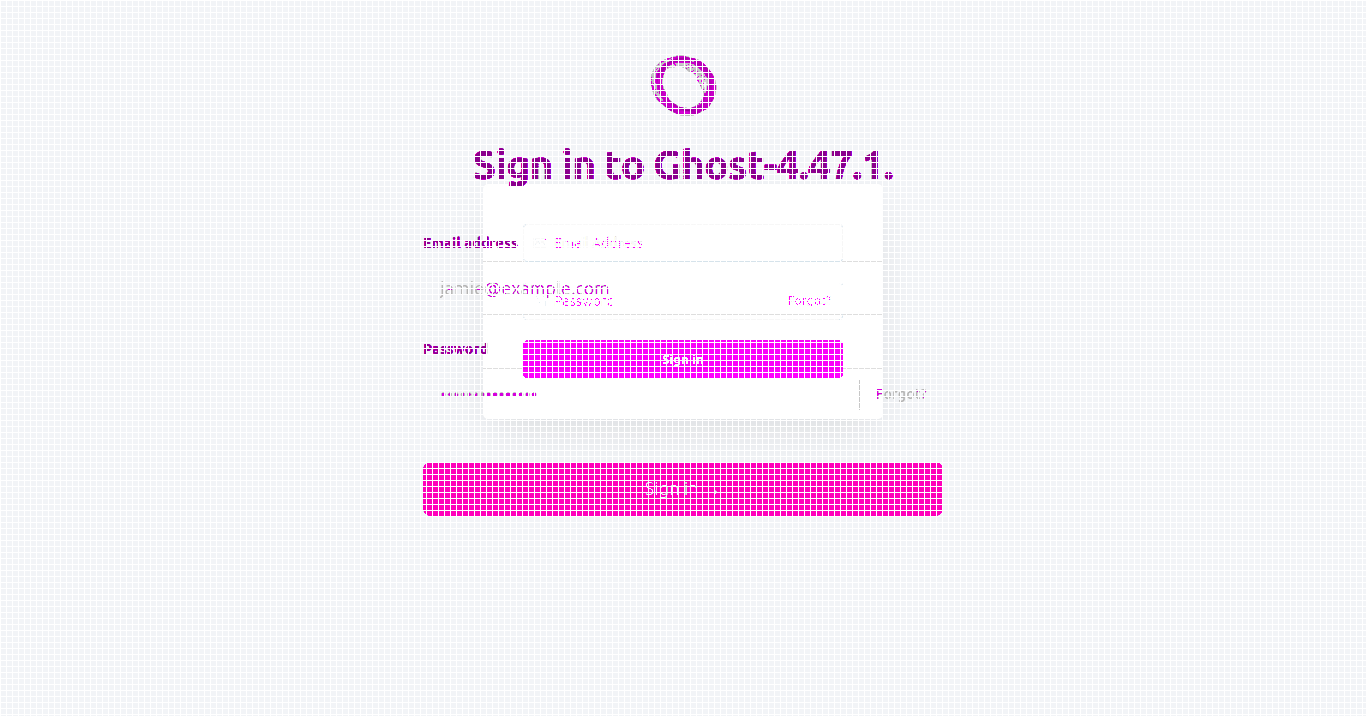 Sign in to Ghost-4.47.1.
Email address
Email Address
jamie@example.com
Password Forgot?
Password
Sign in
Forgot?
Sign in →